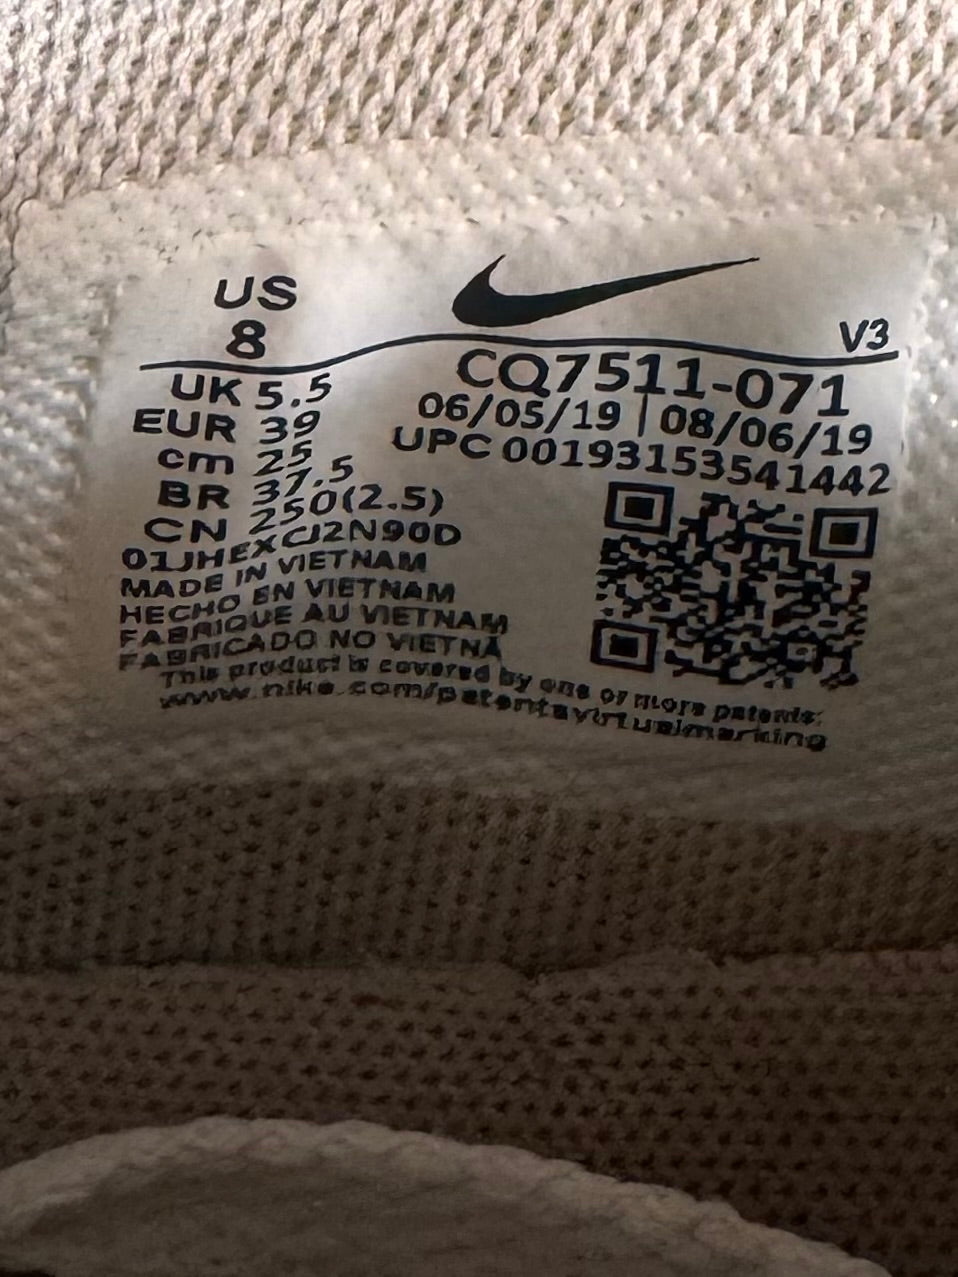 US
8
V3
UK 5.5
EUR 39
cm 25
BR 37.5
CN 250(2.5)
CQ7511-071
06/05/19 | 08/06/19
UPC 00193153541442
01JHEXCJ2N90D
MADE IN VIETNAM
HECHO EN VIETNAM
FABRIQUE AU VIETNAM
FABRICADO NO VIETNÃ
This product is covered by one or more patents:
www.nike.com/patentsvirtualmarking